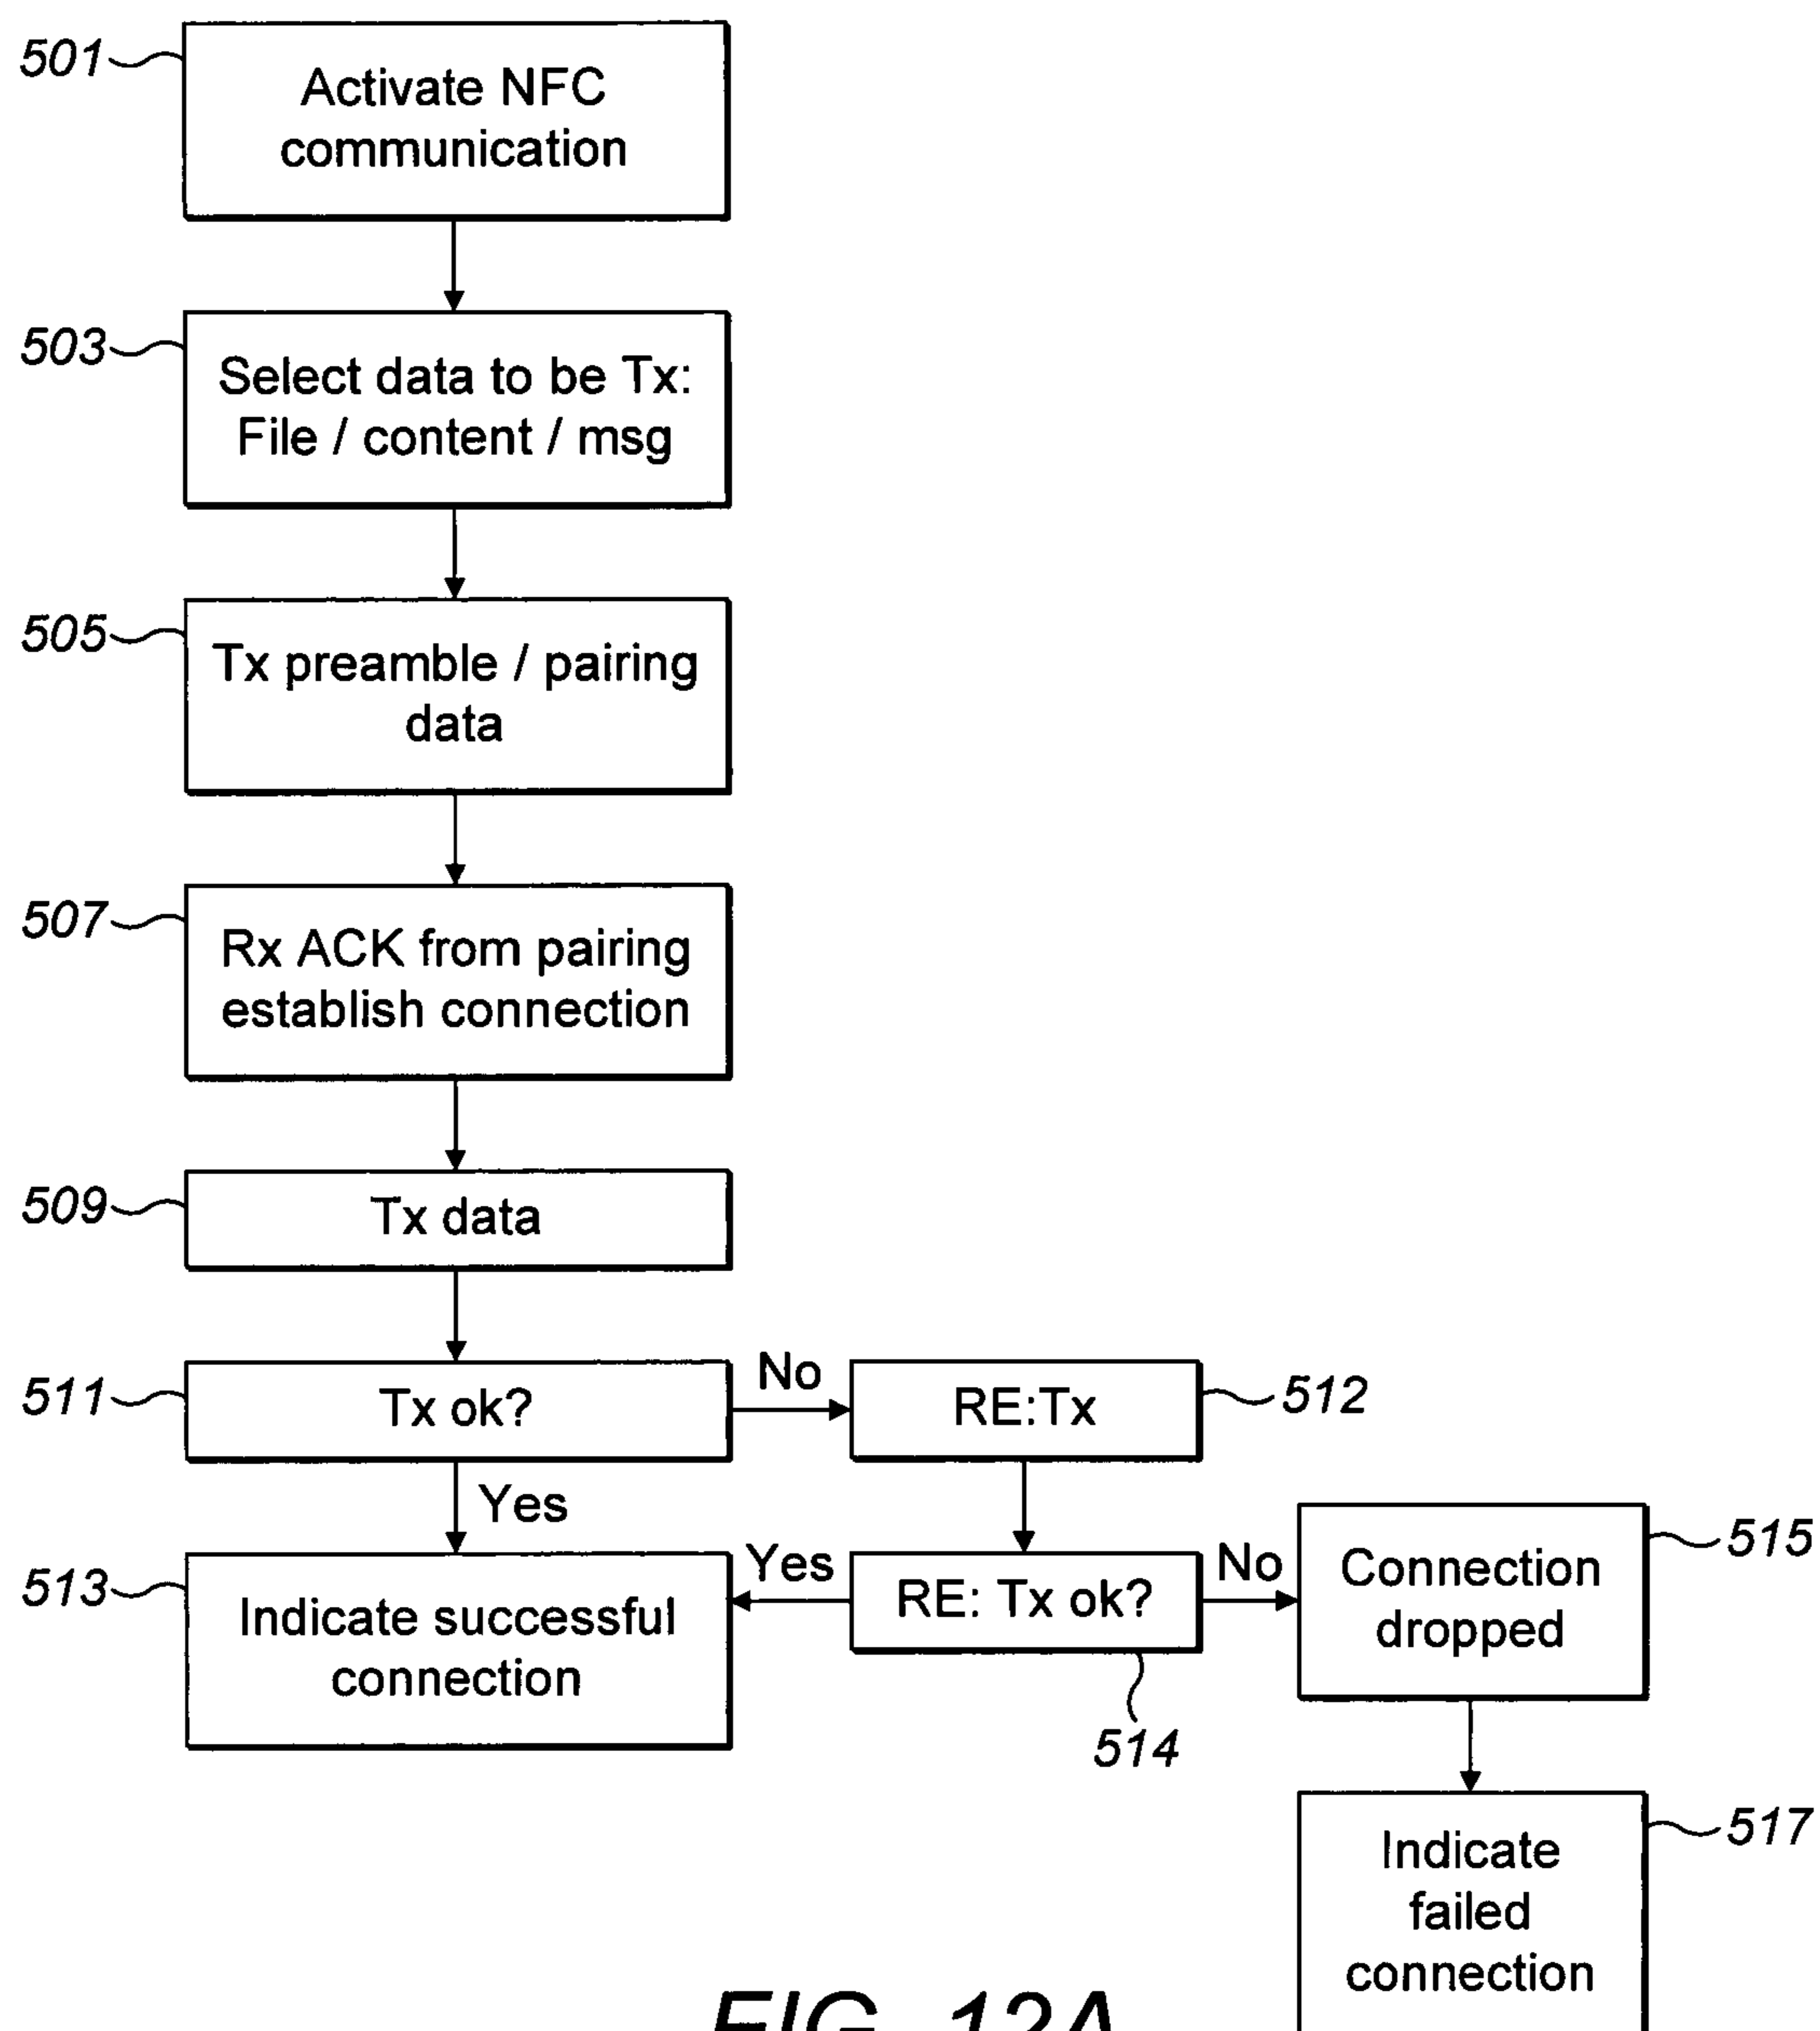 501
Activate NFC
communication
503
Select data to be Tx:
File / content / msg
505
Tx preamble / pairing
data
507
Rx ACK from pairing
establish connection
509
Tx data
511
Tx ok?
No
RE:Tx
512
Yes
513
Indicate successful
connection
Yes
RE: Tx ok?
514
No
Connection
dropped
515
Indicate
failed
connection
517
FIG. 12A